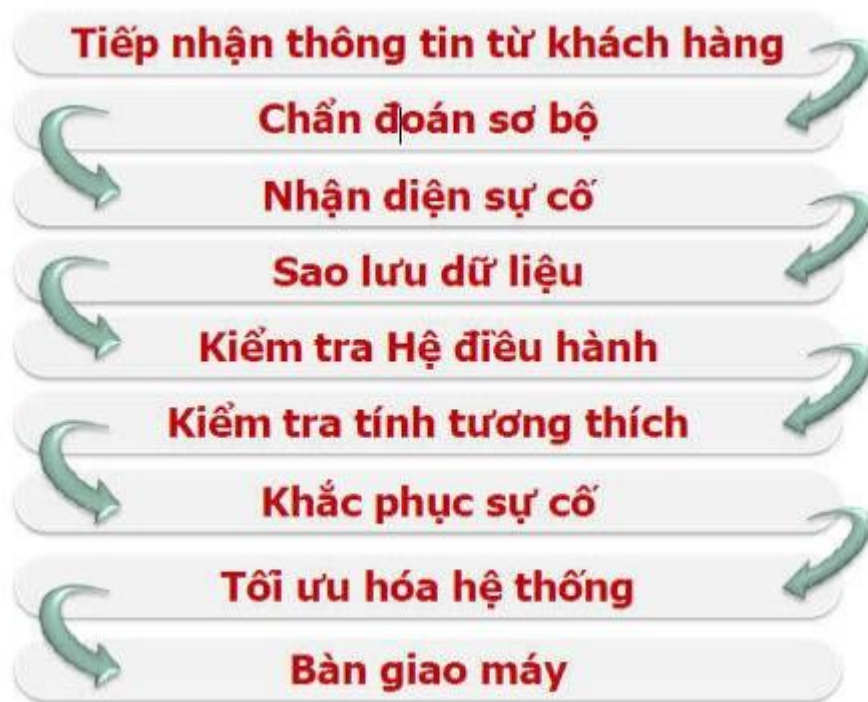 Tiếp nhận thông tin từ khách hàng
Chẩn đoán sơ bộ
Nhận diện sự cố
Sao lưu dữ liệu
Kiểm tra Hệ điều hành
Kiểm tra tính tương thích
Khắc phục sự cố
Tối ưu hóa hệ thống
Bàn giao máy